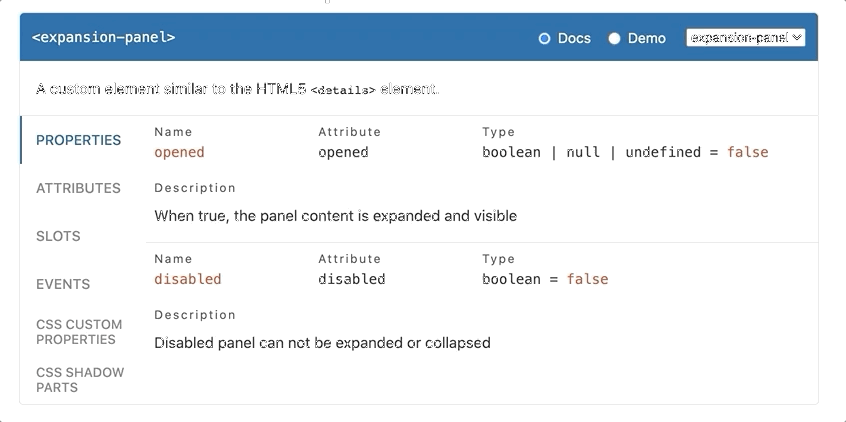 <expansion-panel>
Docs
Demo
expansion-panel
A custom element similar to the HTML5 <details> element.
PROPERTIES
ATTRIBUTES
SLOTS
EVENTS
CSS CUSTOM
PROPERTIES
CSS SHADOW
PARTS
Name Attribute Type
opened opened boolean | null | undefined = false
Description
When true, the panel content is expanded and visible
Name Attribute Type
disabled disabled boolean = false
Description
Disabled panel can not be expanded or collapsed